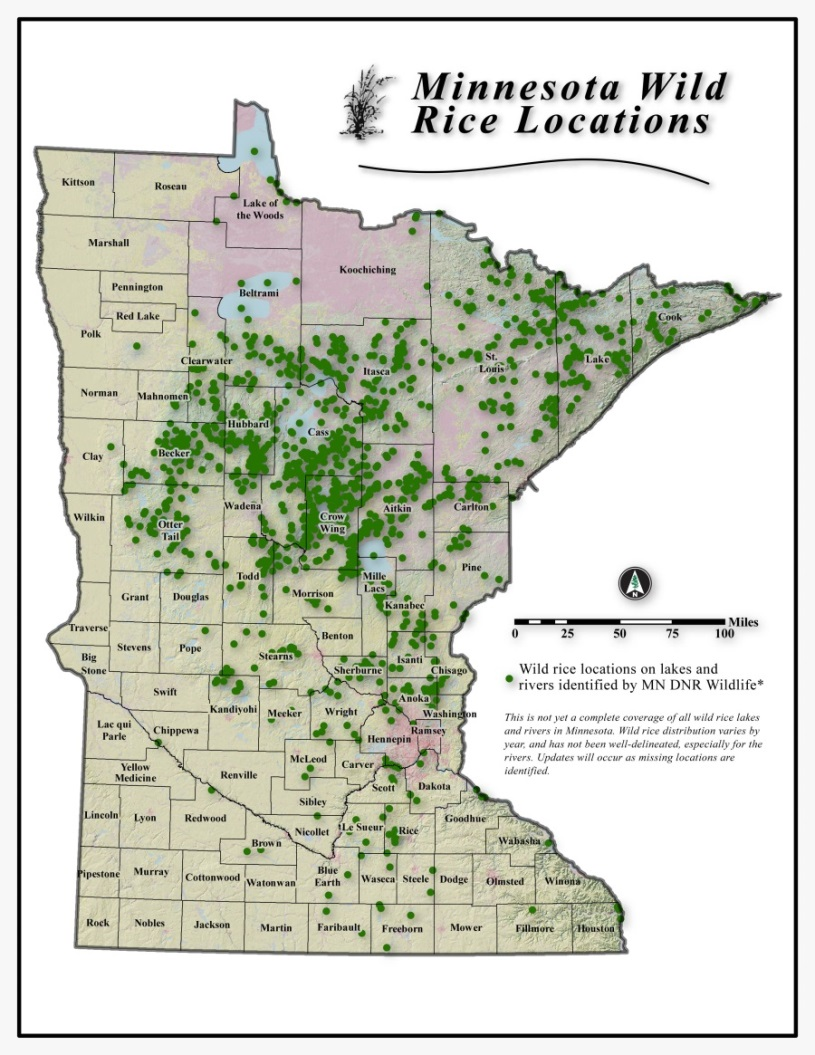 Minnesota Wild
Rice Locations
Kittson
Roseau
Lake of
the Woods
Marshall
Koochiching
Pennington
Beltrami
Red Lake
Cook
Polk
Clearwater
St.
Louis
Lake
Itasca
Norman
Mahnomen
Hubbard
Cass
Clay
Becker
Wadena
Aitkin
Carlton
Wilkin
Crow
Wing
Otter
Tail
Pine
Todd
Mille
Lacs
Grant
Douglas
Morrison
Kanabec
Traverse
Benton
Stevens
Pope
Stearns
Big
Stone
Isanti
Sherburne
Chisago
Swift
Anoka
Kandiyohi
Meeker
Wright
Washington
Lac qui
Parle
Chippewa
Ramsey
Hennepin
McLeod
Carver
Yellow
Medicine
Renville
Scott
Dakota
Sibley
Lincoln
Lyon
Redwood
Goodhue
Nicollet
Le Sueur
Rice
Brown
Wabasha
Pipestone
Murray
Cottonwood
Watonwan
Blue
Earth
Waseca
Steele
Dodge
Olmsted
Winona
Rock
Nobles
Jackson
Martin
Faribault
Freeborn
Mower
Fillmore
Houston
N
Miles
0 25 50 75 100
Wild rice locations on lakes and
rivers identified by MN DNR Wildlife*
This is not yet a complete coverage of all wild rice lakes
and rivers in Minnesota. Wild rice distribution varies by
year, and has not been well-delineated, especially for the
rivers. Updates will occur as missing locations are
identified.